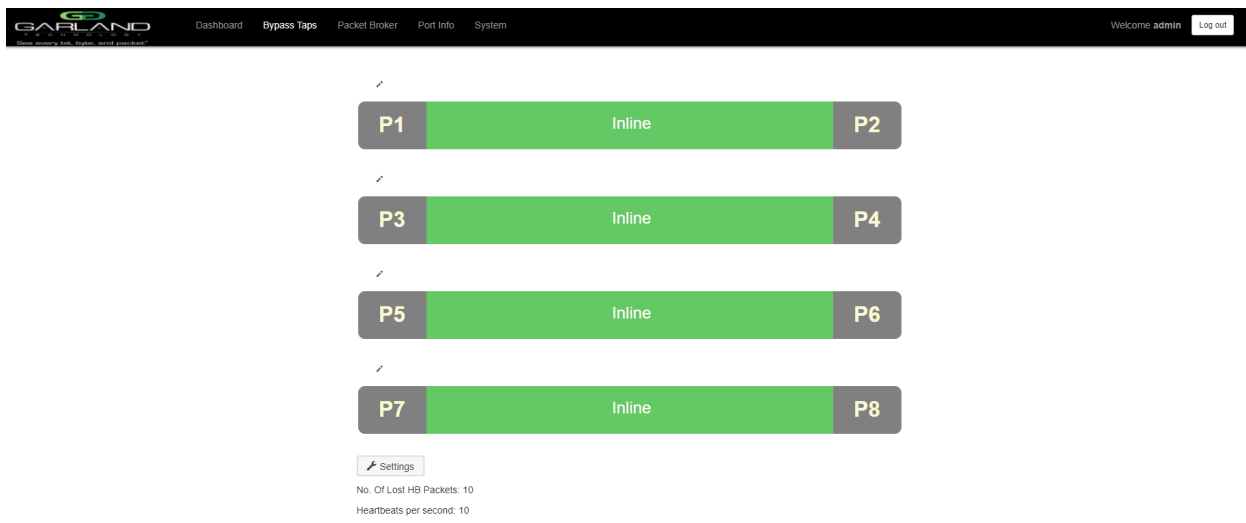 GARLAND
TECHNOLOGY
See every bit, byte, and packet®
Dashboard Bypass Taps Packet Broker Port Info System Welcome admin Log out
P1 Inline P2
P3 Inline P4
P5 Inline P6
P7 Inline P8
Settings
No. Of Lost HB Packets: 10
Heartbeats per second: 10